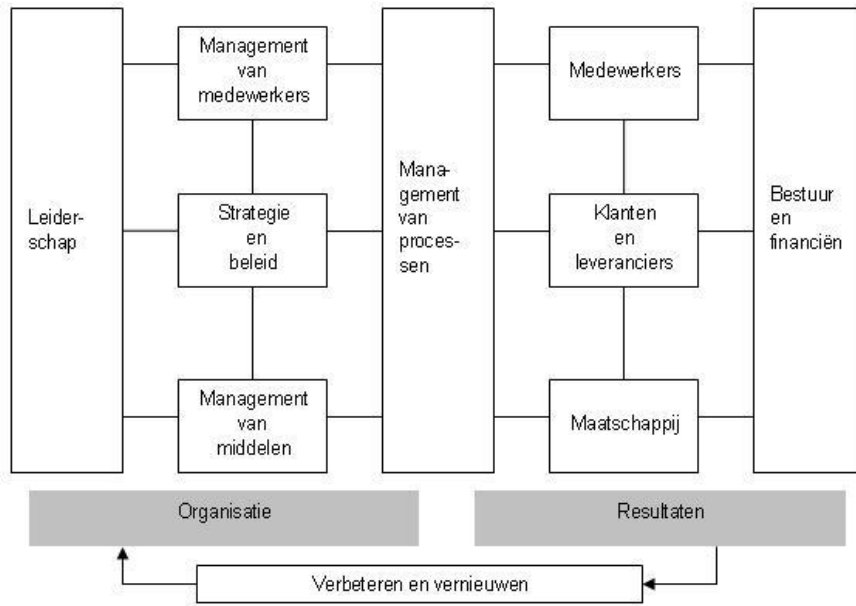 Leider-
schap
Management
van
medewerkers
Strategie
en
beleid
Management
van
middelen
Mana-
gement
van
proces-
sen
Medewerkers
Klanten
en
leveranciers
Maatschappij
Bestuur
en
financiën
Organisatie
Resultaten
Verbeteren en vernieuwen